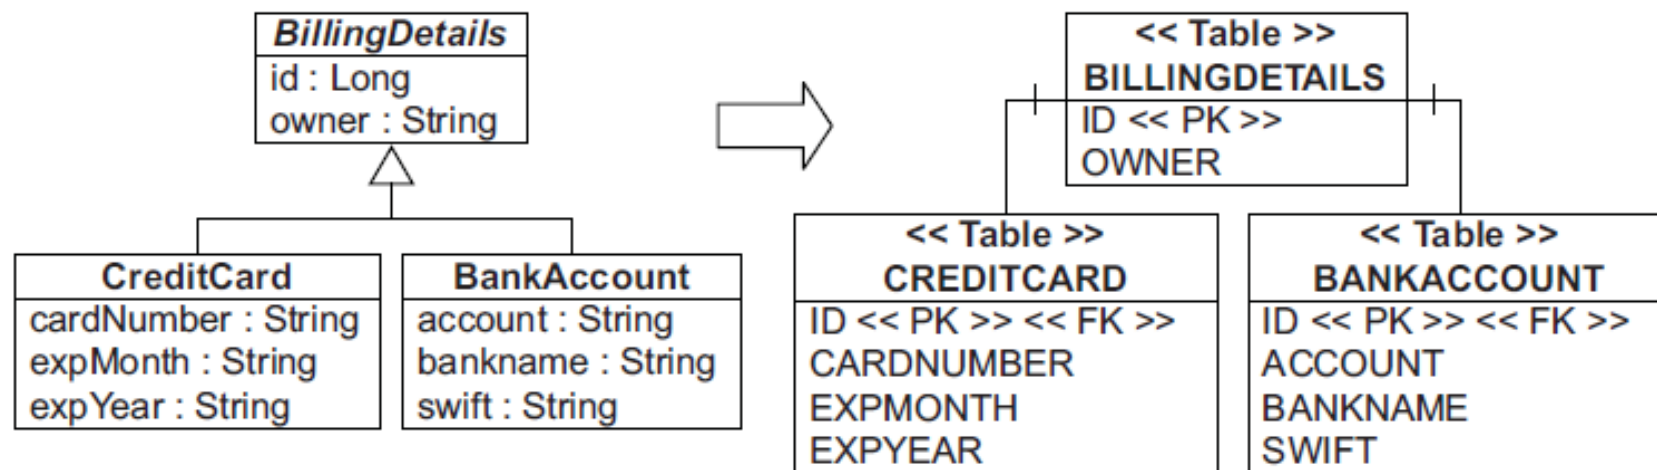 BillingDetails
id : Long
owner : String
CreditCard
cardNumber : String
expMonth : String
expYear : String
BankAccount
account : String
bankname : String
swift : String
<< Table >>
BILLINGDETAILS
ID << PK >>
OWNER
<< Table >>
CREDITCARD
ID << PK >> << FK >>
CARDNUMBER
EXPMONTH
EXPYEAR
<< Table >>
BANKACCOUNT
ID << PK >> << FK >>
ACCOUNT
BANKNAME
SWIFT